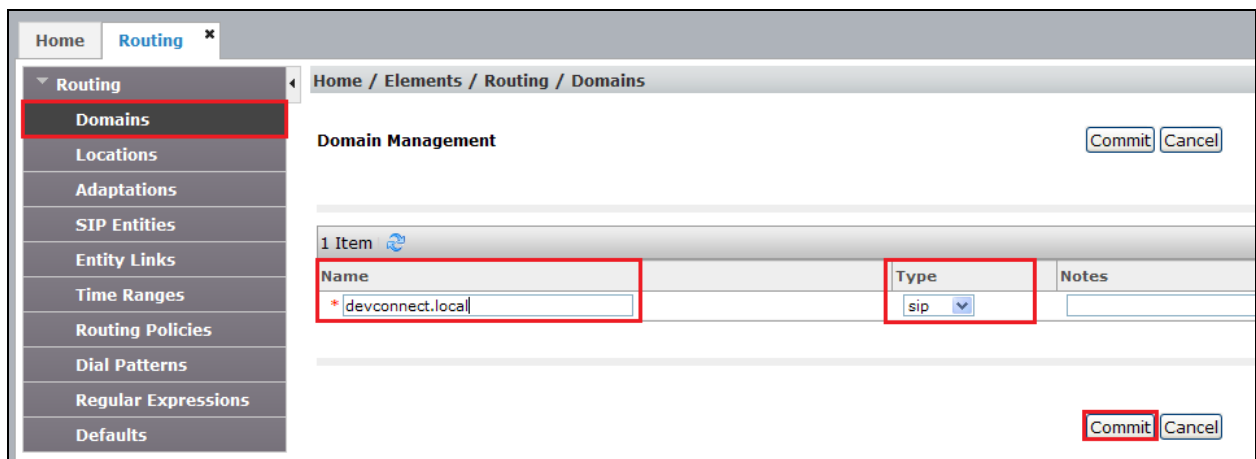 Home Routing ×
Routing
Home / Elements / Routing / Domains
Domains
Domain Management Commit Cancel
Locations
Adaptations
SIP Entities
1 Item
Entity Links
Name Type Notes
Time Ranges
* devconnect.local sip
Routing Policies
Dial Patterns
Regular Expressions
Commit Cancel
Defaults